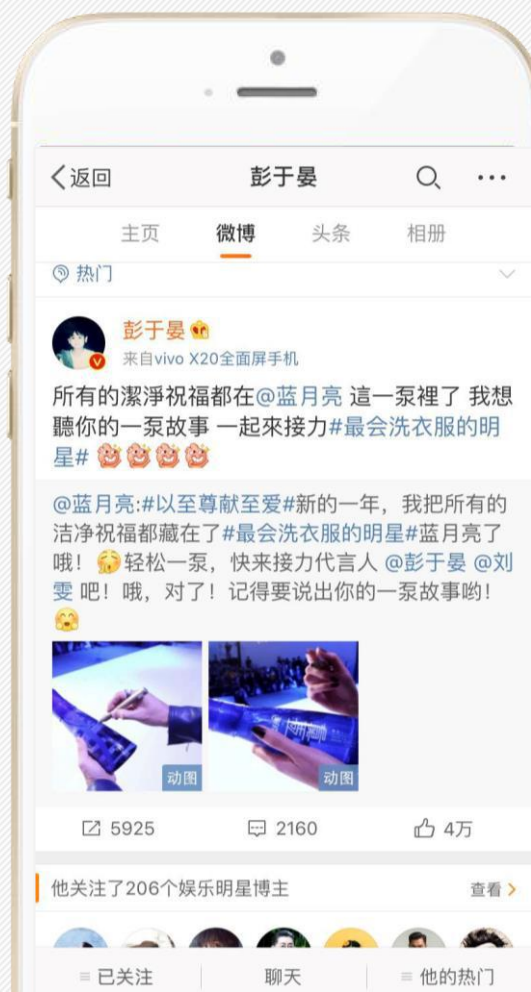 返回 彭于晏
主页 微博 头条 相册
热门
彭于晏
来自vivo X20全面屏手机
所有的潔淨祝福都在@蓝月亮 這一泵裡了 我想
聽你的一泵故事 一起來接力#最会洗衣服的明
星#
@蓝月亮:#以至尊献至爱#新的一年，我把所有的
洁净祝福都藏在了#最会洗衣服的明星#蓝月亮了
哦！轻松一泵，快来接力代言人 @彭于晏 @刘
雯 吧！哦，对了！记得要说出你的一泵故事哟！
动图 动图
5925 2160 4万
他关注了206个娱乐明星博主 查看
已关注 聊天 他的热门